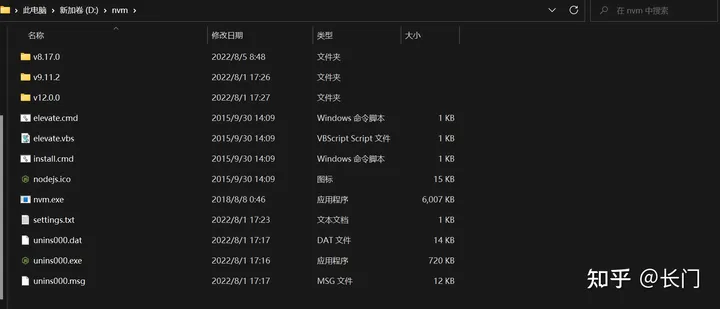 此电脑 › 新加卷 (D:) › nvm ›
在 nvm 中搜索
名称 修改日期 类型 大小
v8.17.0 2022/8/5 8:48 文件夹
v9.11.2 2022/8/1 17:26 文件夹
v12.0.0 2022/8/1 17:27 文件夹
elevate.cmd 2015/9/30 14:09 Windows 命令脚本 1 KB
elevate.vbs 2015/9/30 14:09 VBScript Script 文件 1 KB
install.cmd 2015/9/30 14:09 Windows 命令脚本 1 KB
nodejs.ico 2015/9/30 14:09 图标 15 KB
nvm.exe 2018/8/8 0:46 应用程序 6,007 KB
settings.txt 2022/8/1 17:23 文本文档 1 KB
unins000.dat 2022/8/1 17:17 DAT 文件 14 KB
unins000.exe 2022/8/1 17:16 应用程序 720 KB
unins000.msg 2022/8/1 17:17 MSG 文件 12 KB
知乎 @长门